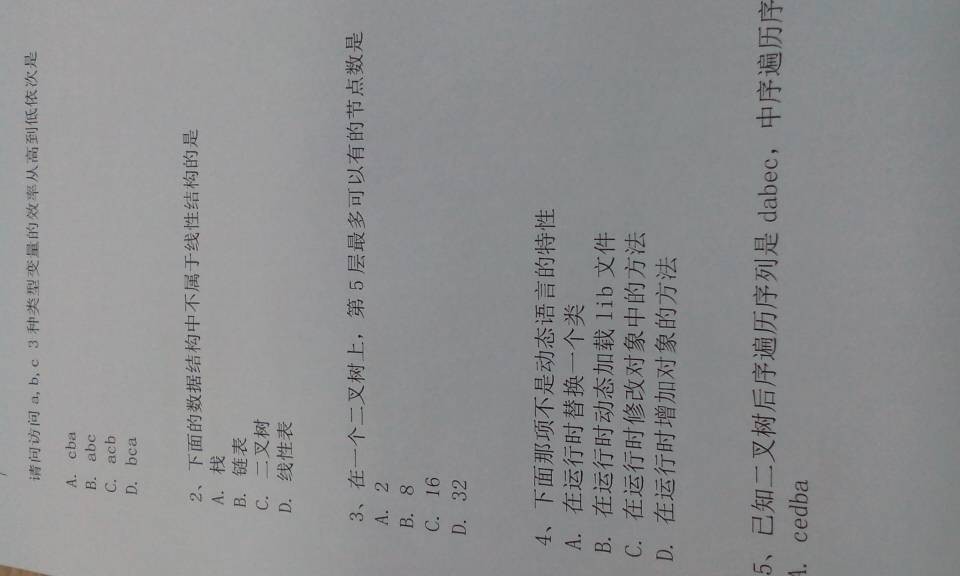 请问访问 a, b, c 3 种类型变量的效率从高到低依次是
A. cba
B. abc
C. acb
D. bca
2、下面的数据结构中不属于线性结构的是
A. 栈
B. 链表
C. 二叉树
D. 线性表
3、在一个二叉树上，第 5 层最多可以有的节点数是
A. 2
B. 8
C. 16
D. 32
4、下面那项不是动态语言的特性
A. 在运行时替换一个类
B. 在运行时动态加载 lib 文件
C. 在运行时修改对象中的方法
D. 在运行时增加对象的方法
5、已知二叉树后序遍历序列是 dabec, 中序遍历序
A. cedba